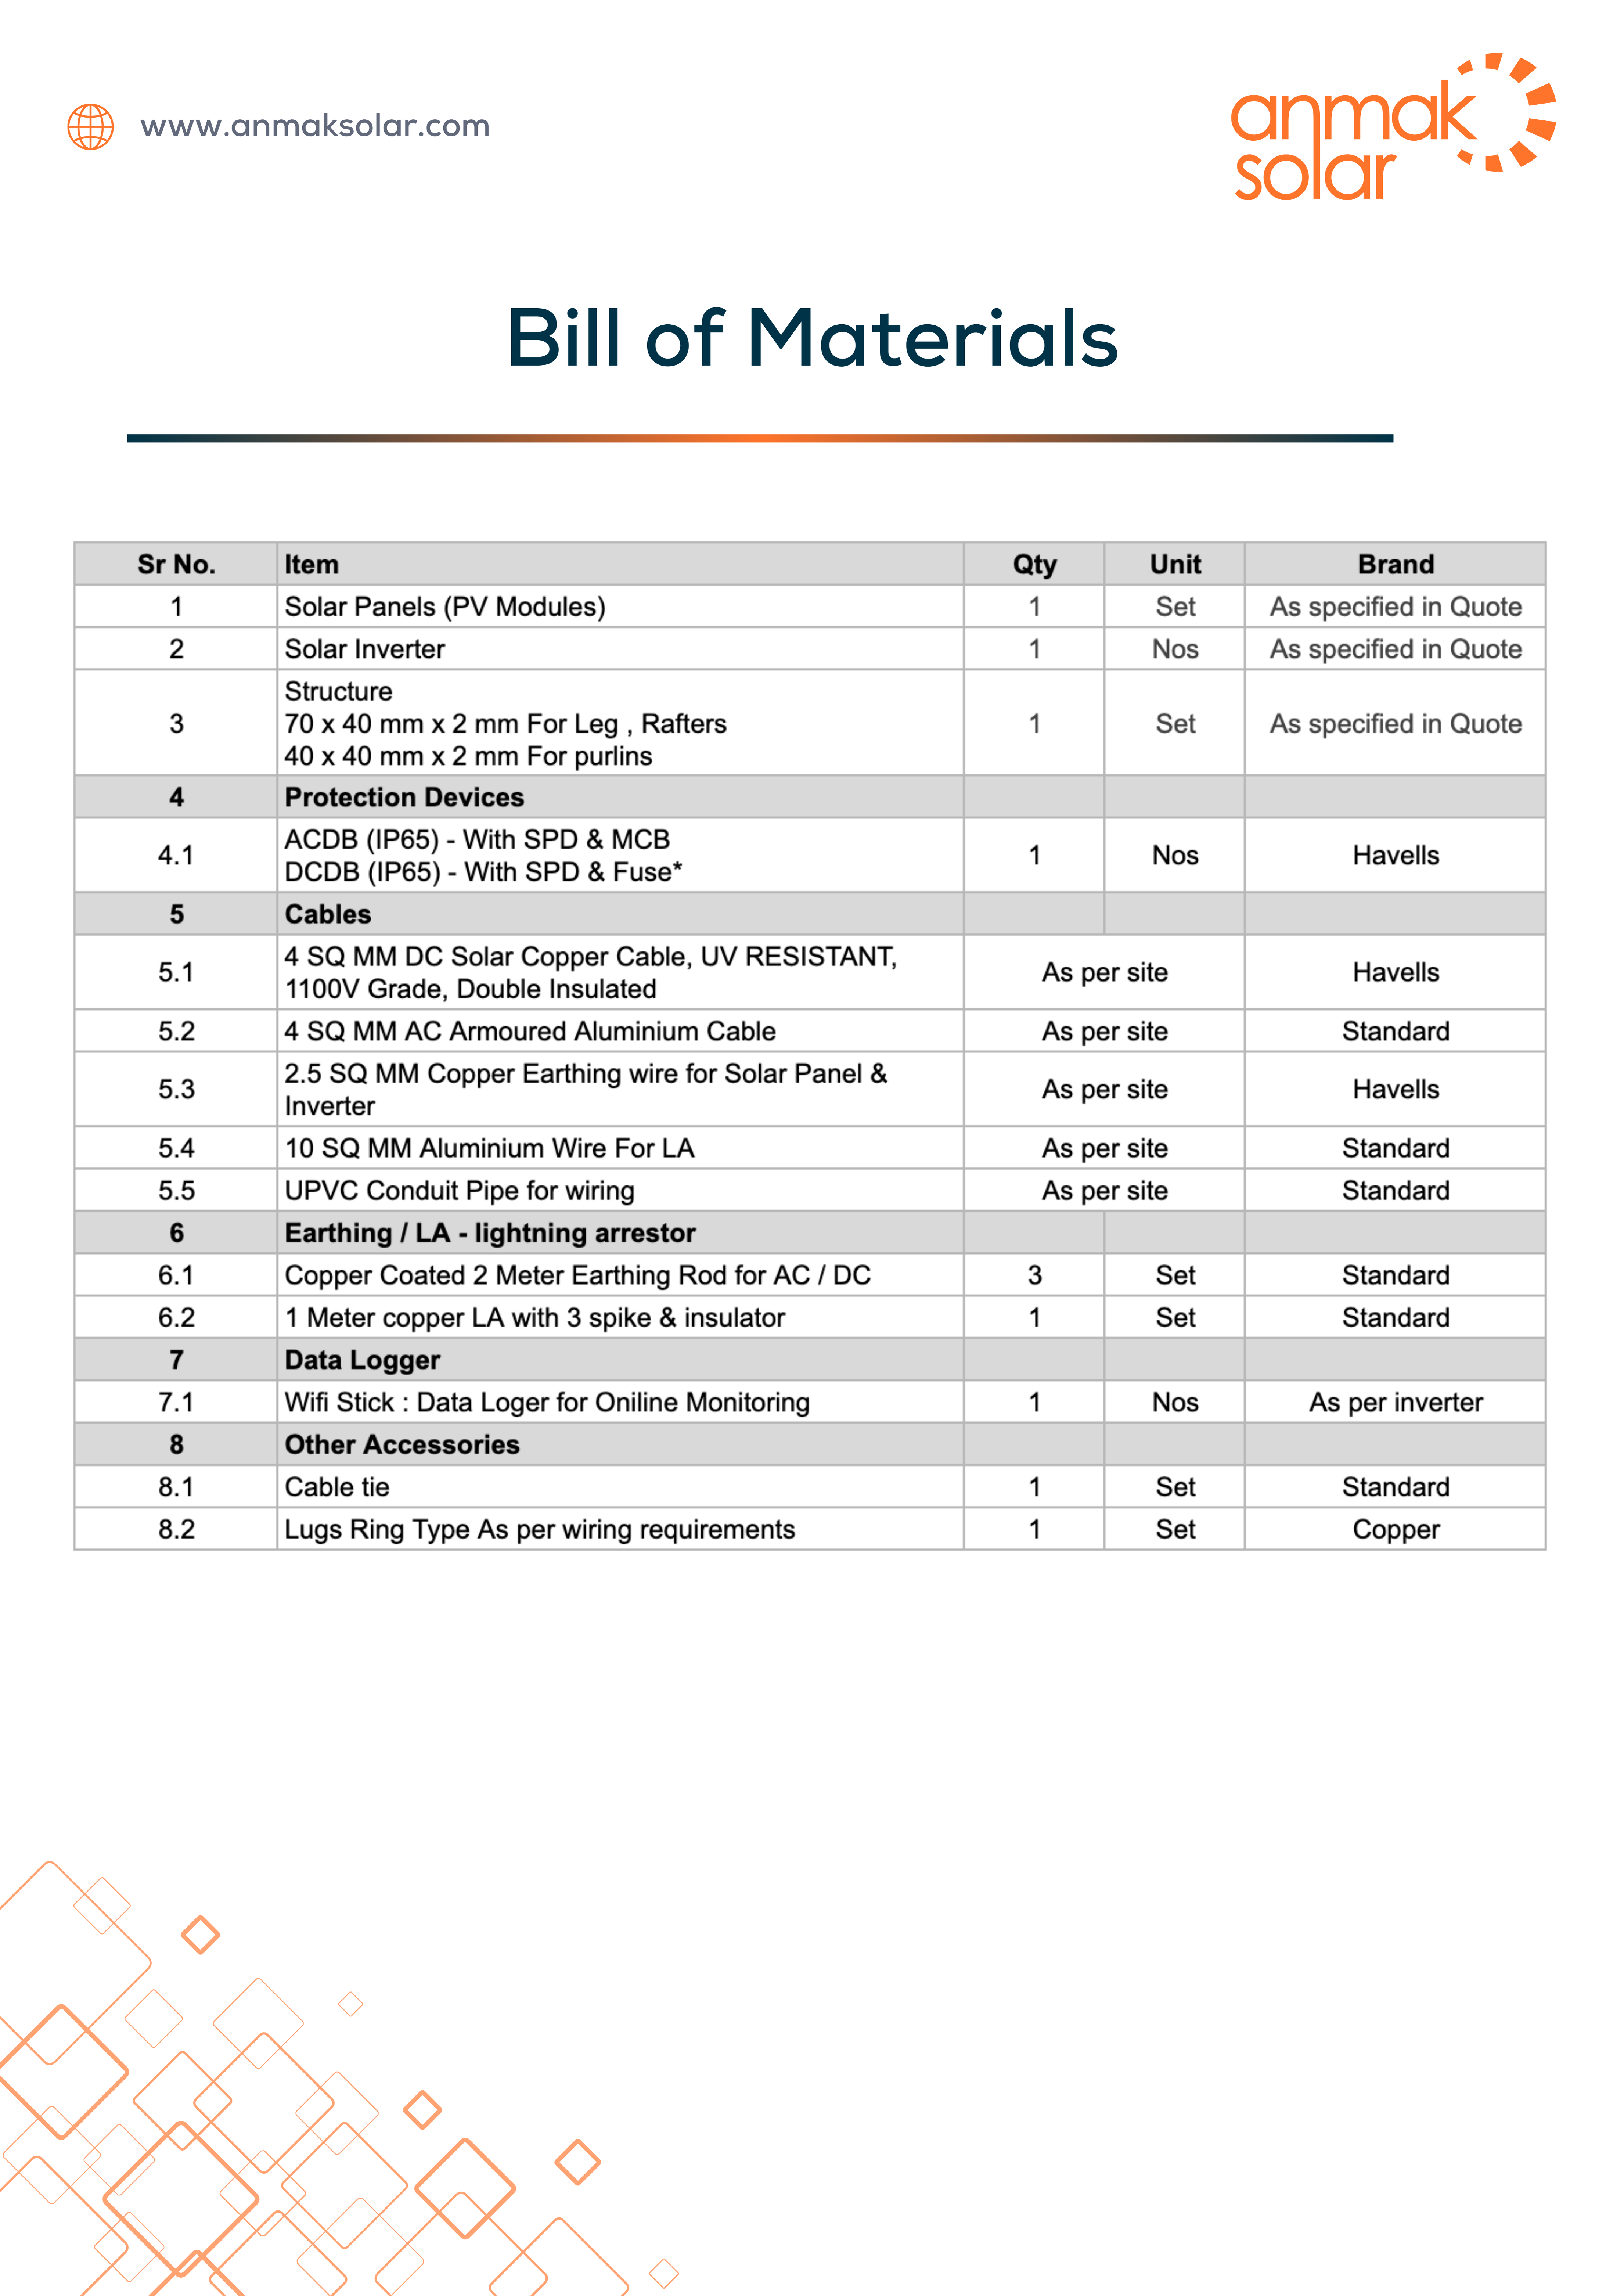 www.anmaksolar.com
anmak
solar
Bill of Materials
Sr No. Item Qty Unit Brand
1 Solar Panels (PV Modules) 1 Set As specified in Quote
2 Solar Inverter 1 Nos As specified in Quote
Structure
3 70 x 40 mm x 2 mm For Leg , Rafters 1 Set As specified in Quote
40 x 40 mm x 2 mm For purlins
4 Protection Devices
4.1 ACDB (IP65) - With SPD & MCB 1 Nos Havells
DCDB (IP65) - With SPD & Fuse*
5 Cables
5.1 4 SQ MM DC Solar Copper Cable, UV RESISTANT, As per site Havells
1100V Grade, Double Insulated
5.2 4 SQ MM AC Armoured Aluminium Cable As per site Standard
5.3 2.5 SQ MM Copper Earthing wire for Solar Panel & As per site Havells
Inverter
5.4 10 SQ MM Aluminium Wire For LA As per site Standard
5.5 UPVC Conduit Pipe for wiring As per site Standard
6 Earthing / LA - lightning arrestor
6.1 Copper Coated 2 Meter Earthing Rod for AC / DC 3 Set Standard
6.2 1 Meter copper LA with 3 spike & insulator 1 Set Standard
7 Data Logger
7.1 Wifi Stick : Data Loger for Oniline Monitoring 1 Nos As per inverter
8 Other Accessories
8.1 Cable tie 1 Set Standard
8.2 Lugs Ring Type As per wiring requirements 1 Set Copper